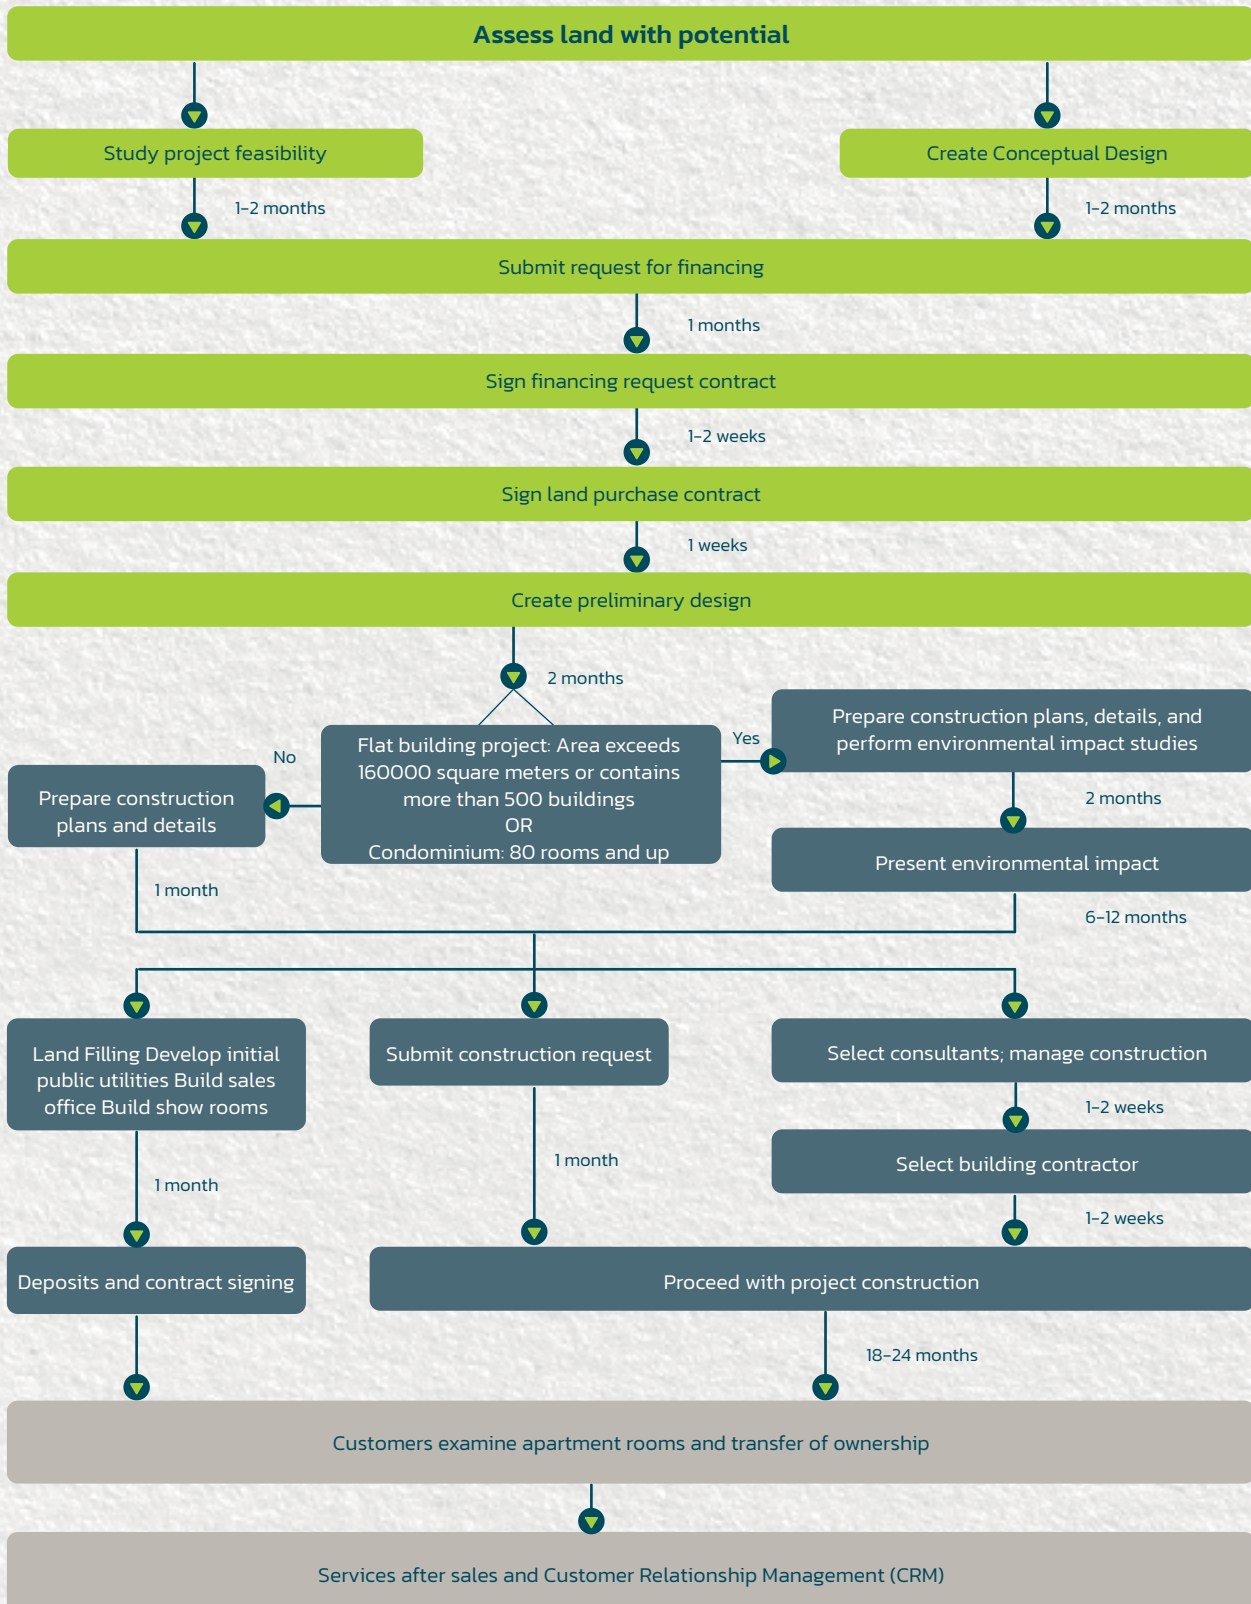 Assess land with potential
Study project feasibility
Create Conceptual Design
1-2 months
1-2 months
Submit request for financing
1 months
Sign financing request contract
1-2 weeks
Sign land purchase contract
1 weeks
Create preliminary design
2 months
Flat building project: Area exceeds
160000 square meters or contains
more than 500 buildings
OR
Condominium: 80 rooms and up
No
Yes
Prepare construction
plans and details
1 month
Prepare construction plans, details, and
perform environmental impact studies
2 months
Present environmental impact
6-12 months
Land Filling Develop initial
public utilities Build sales
office Build show rooms
1 month
Submit construction request
1 month
Select consultants; manage construction
1-2 weeks
Select building contractor
1-2 weeks
Deposits and contract signing
Proceed with project construction
18-24 months
Customers examine apartment rooms and transfer of ownership
Services after sales and Customer Relationship Management (CRM)